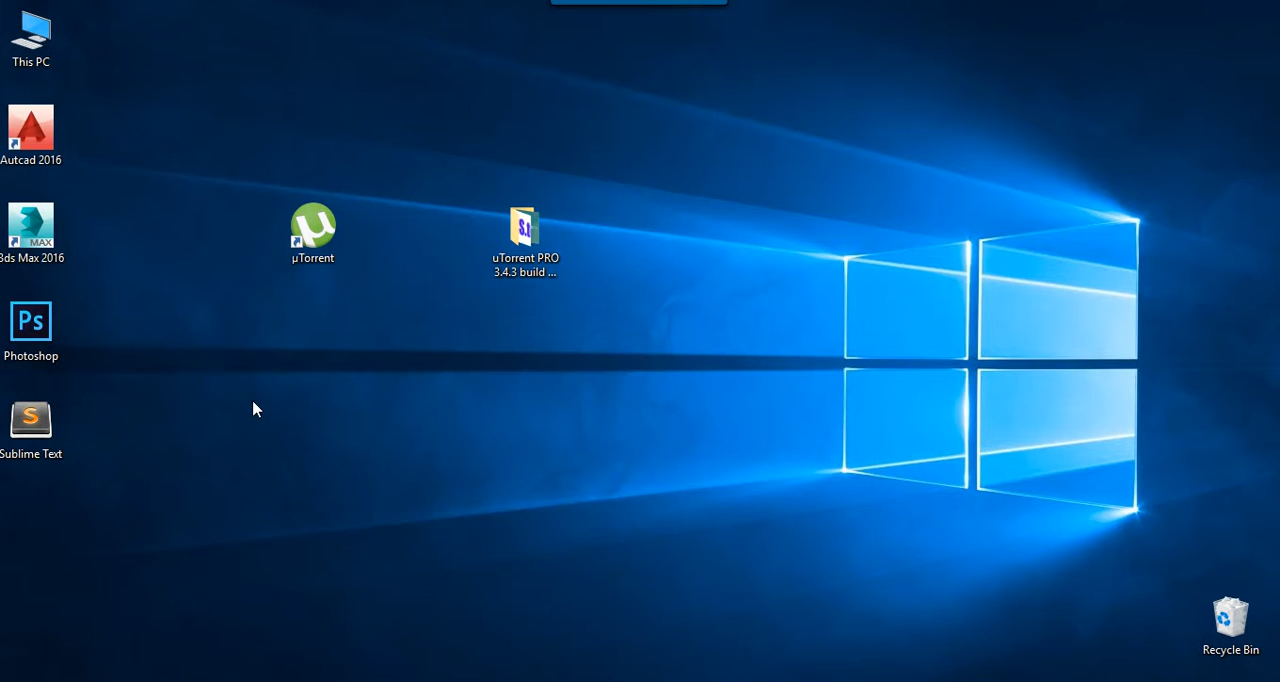 This PC
Autcad 2016
MAX
3ds Max 2016
Ps
Photoshop
S
Sublime Text
µ
µTorrent
S.I
uTorrent PRO
3.4.3 build ...
Recycle Bin